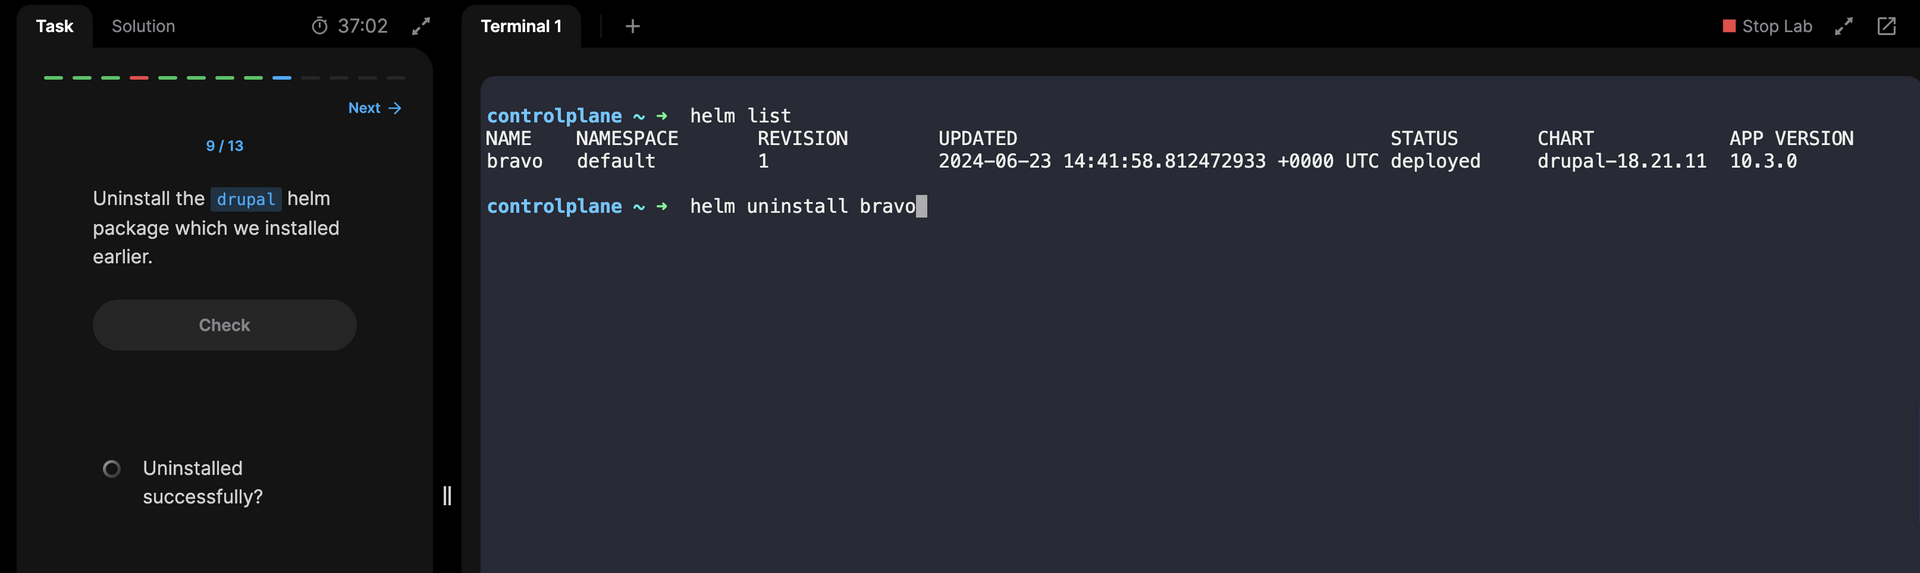 Task Solution 37:02
Next →
9 / 13
Uninstall the drupal helm
package which we installed
earlier.
Check
Uninstalled
successfully?
Terminal 1 +
Stop Lab
controlplane ~ ➜ helm list
NAME NAMESPACE REVISION UPDATED STATUS CHART APP VERSION
bravo default 1 2024-06-23 14:41:58.812472933 +0000 UTC deployed drupal-18.21.11 10.3.0
controlplane ~ ➜ helm uninstall bravo